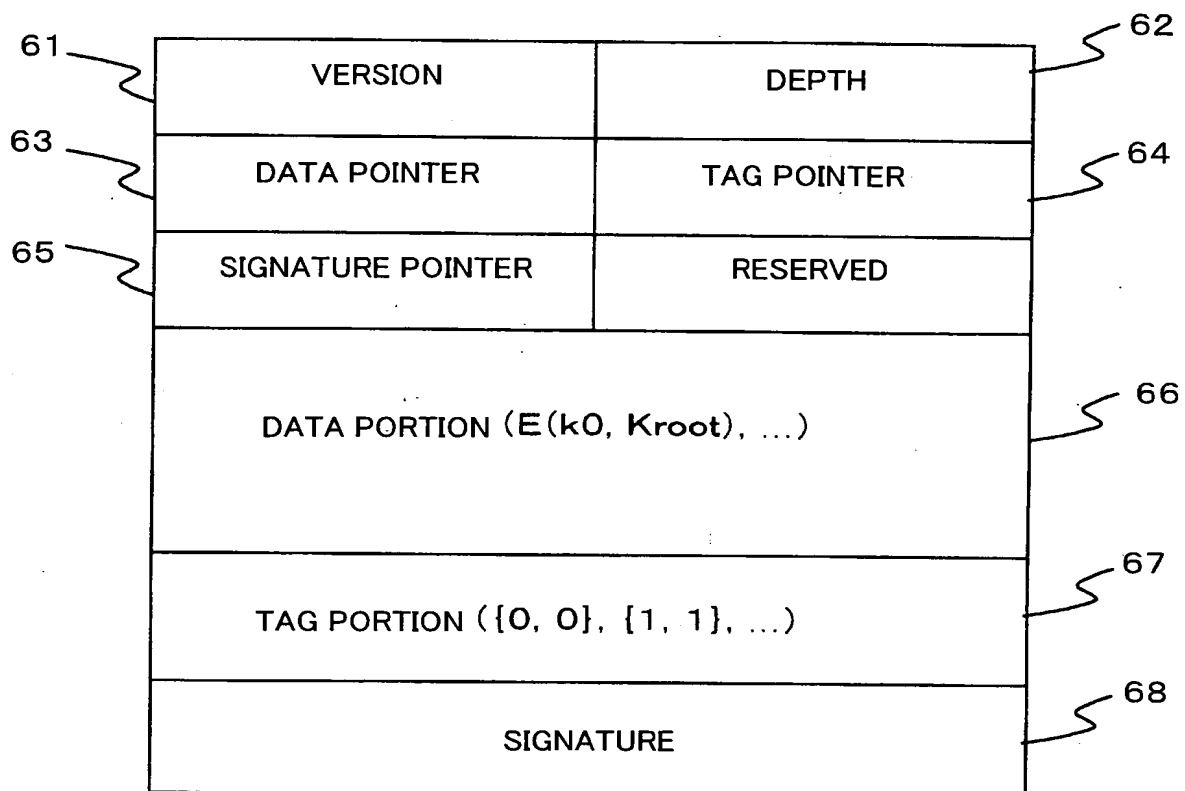 61
62
VERSION
DEPTH
63
64
DATA POINTER
TAG POINTER
65
SIGNATURE POINTER
RESERVED
66
DATA PORTION (E(k0, Kroot), ...)
67
TAG PORTION ({0, 0}, {1, 1}, ...)
68
SIGNATURE